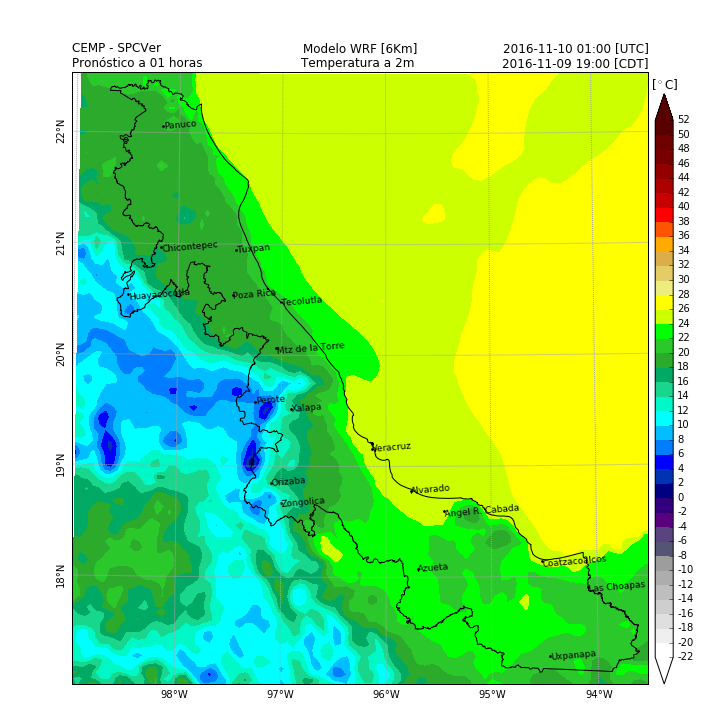 CEMP - SPCVer
Modelo WRF [6Km]
2016-11-10 01:00 [UTC]
Pronóstico a 01 horas
Temperatura a 2m
2016-11-09 19:00 [CDT]
[°C]
52
50
48
46
44
42
40
38
36
34
32
30
28
26
24
22
20
18
16
14
12
10
8
6
4
2
0
-2
-4
-6
-8
-10
-12
-14
-16
-18
-20
-22
22°N
21°N
20°N
19°N
18°N
Panuco
Chicontepec
Tuxpan
Huayacocotla
Poza Rica
Tecolutla
Mtz de la Torre
Perote
Xalapa
Veracruz
Orizaba
Alvarado
Zongolica
Angel R. Cabada
Azueta
Coatzacoalcos
Las Choapas
Uxpanapa
98°W
97°W
96°W
95°W
94°W